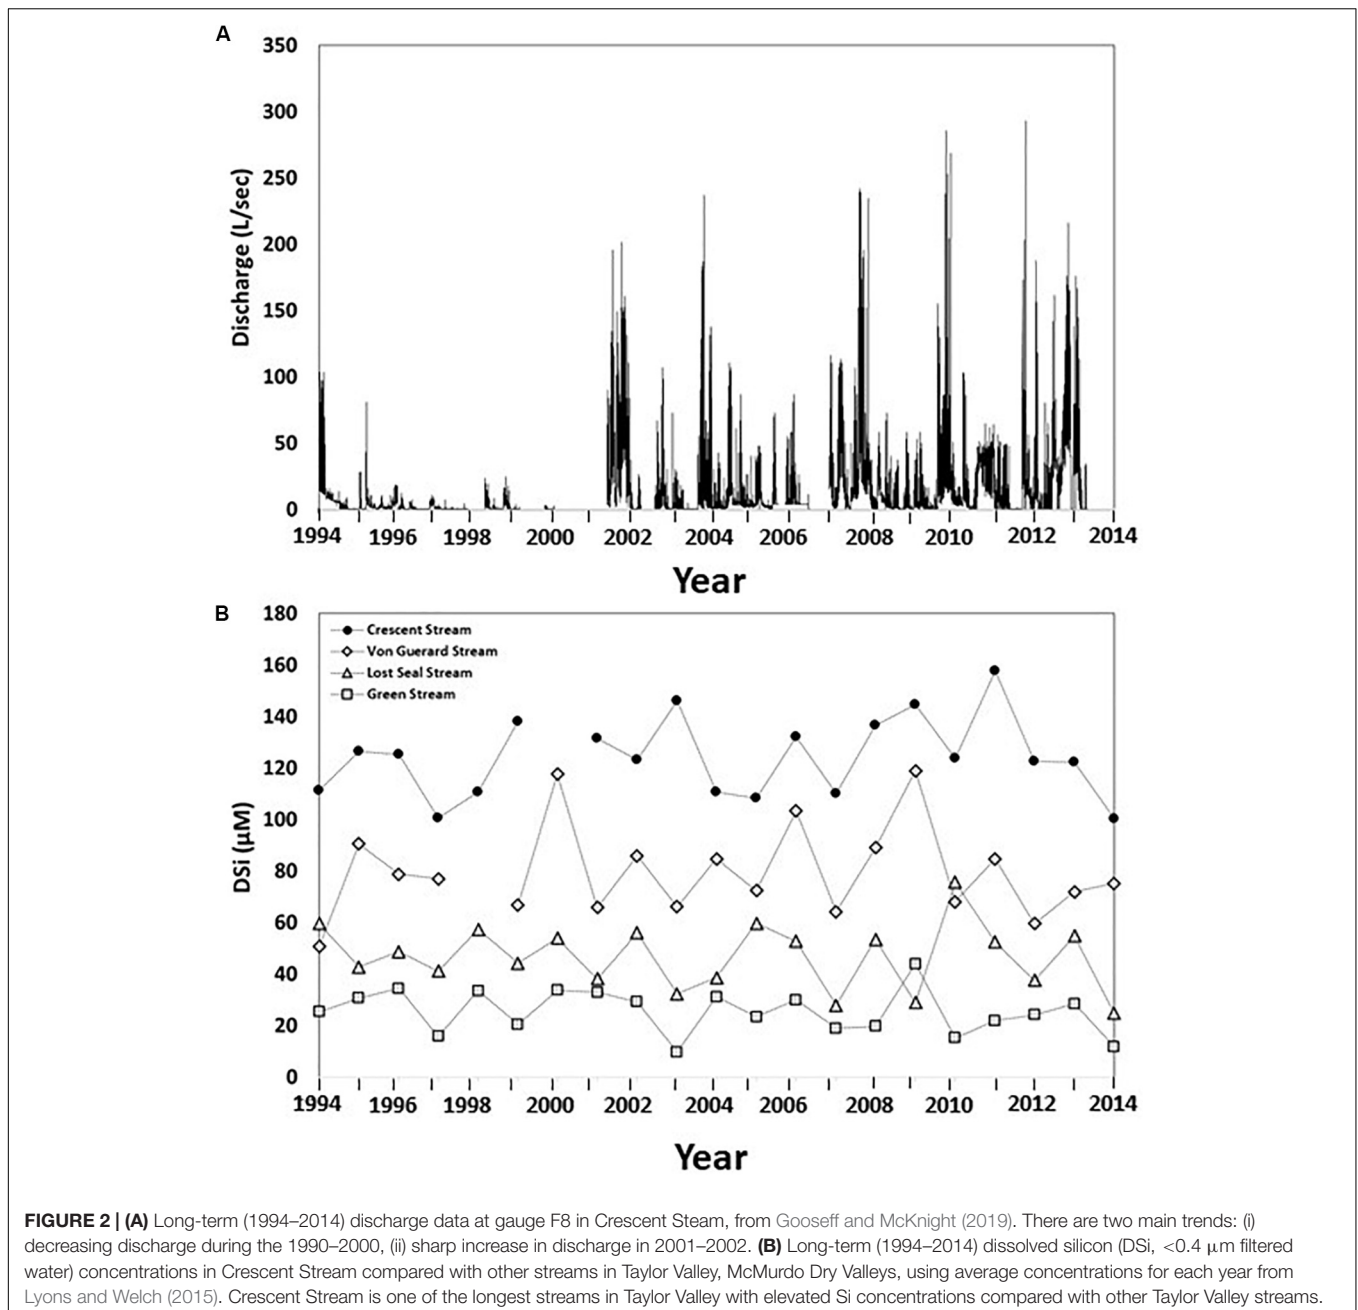 A
350
300
250
200
150
100
50
0
Discharge (L/sec)
1994 1996 1998 2000 2002 2004 2006 2008 2010 2012 2014
Year
B
180
160
140
120
100
80
60
40
20
0
DSi (µM)
Crescent Stream
Von Guerard Stream
Lost Seal Stream
Green Stream
1994 1996 1998 2000 2002 2004 2006 2008 2010 2012 2014
Year
FIGURE 2 | (A) Long-term (1994–2014) discharge data at gauge F8 in Crescent Steam, from Gooseff and McKnight (2019). There are two main trends: (i)
decreasing discharge during the 1990–2000, (ii) sharp increase in discharge in 2001–2002. (B) Long-term (1994–2014) dissolved silicon (DSi, <0.4 µm filtered
water) concentrations in Crescent Stream compared with other streams in Taylor Valley, McMurdo Dry Valleys, using average concentrations for each year from
Lyons and Welch (2015). Crescent Stream is one of the longest streams in Taylor Valley with elevated Si concentrations compared with other Taylor Valley streams.